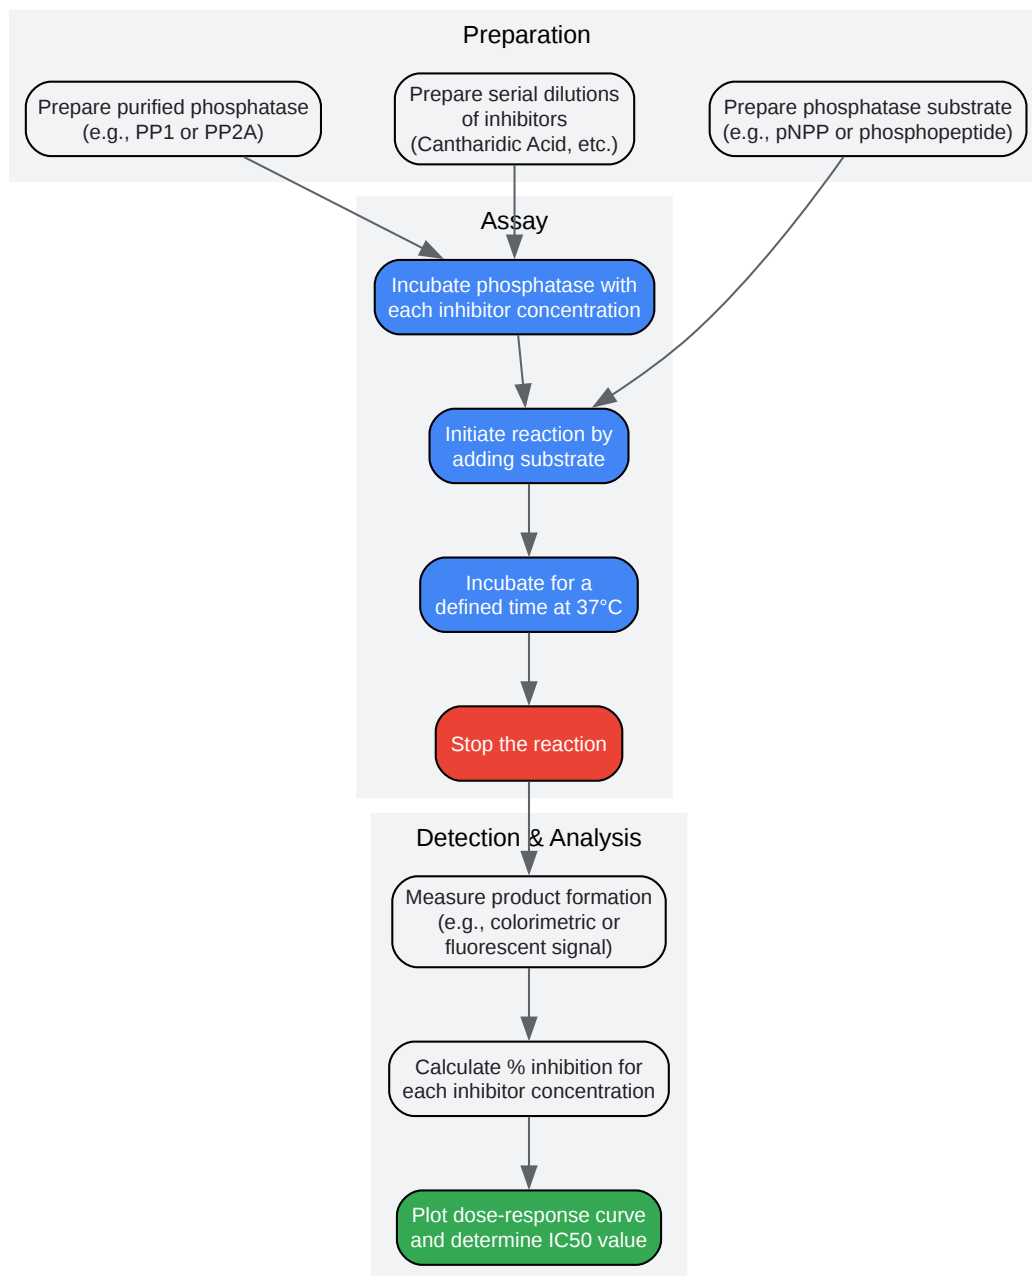 Preparation
Prepare purified phosphatase
(e.g., PP1 or PP2A)
Prepare serial dilutions
of inhibitors
(Cantharidic Acid, etc.)
Prepare phosphatase substrate
(e.g., pNPP or phosphopeptide)
Assay
Incubate phosphatase with
each inhibitor concentration
Initiate reaction by
adding substrate
Incubate for a
defined time at 37°C
Stop the reaction
Detection & Analysis
Measure product formation
(e.g., colorimetric or
fluorescent signal)
Calculate % inhibition for
each inhibitor concentration
Plot dose-response curve
and determine IC50 value